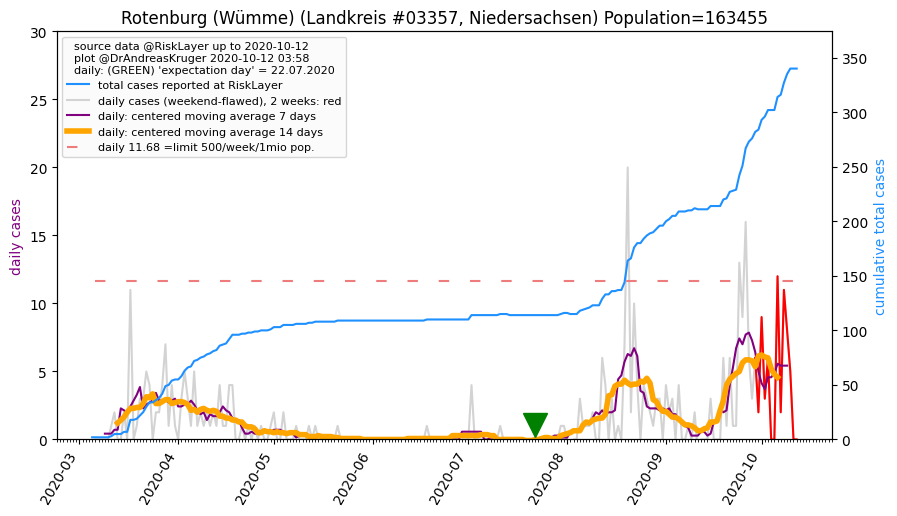 Rotenburg (Wümme) (Landkreis #03357, Niedersachsen) Population=163455
source data @RiskLayer up to 2020-10-12
plot @DrAndreasKruger 2020-10-12 03:58
daily: (GREEN) 'expectation day' = 22.07.2020
total cases reported at RiskLayer
daily cases (weekend-flawed), 2 weeks: red
daily: centered moving average 7 days
daily: centered moving average 14 days
daily 11.68 =limit 500/week/1mio pop.
daily cases
30
25
20
15
10
5
0
cumulative total cases
350
300
250
200
150
100
50
0
2020-03
2020-04
2020-05
2020-06
2020-07
2020-08
2020-09
2020-10